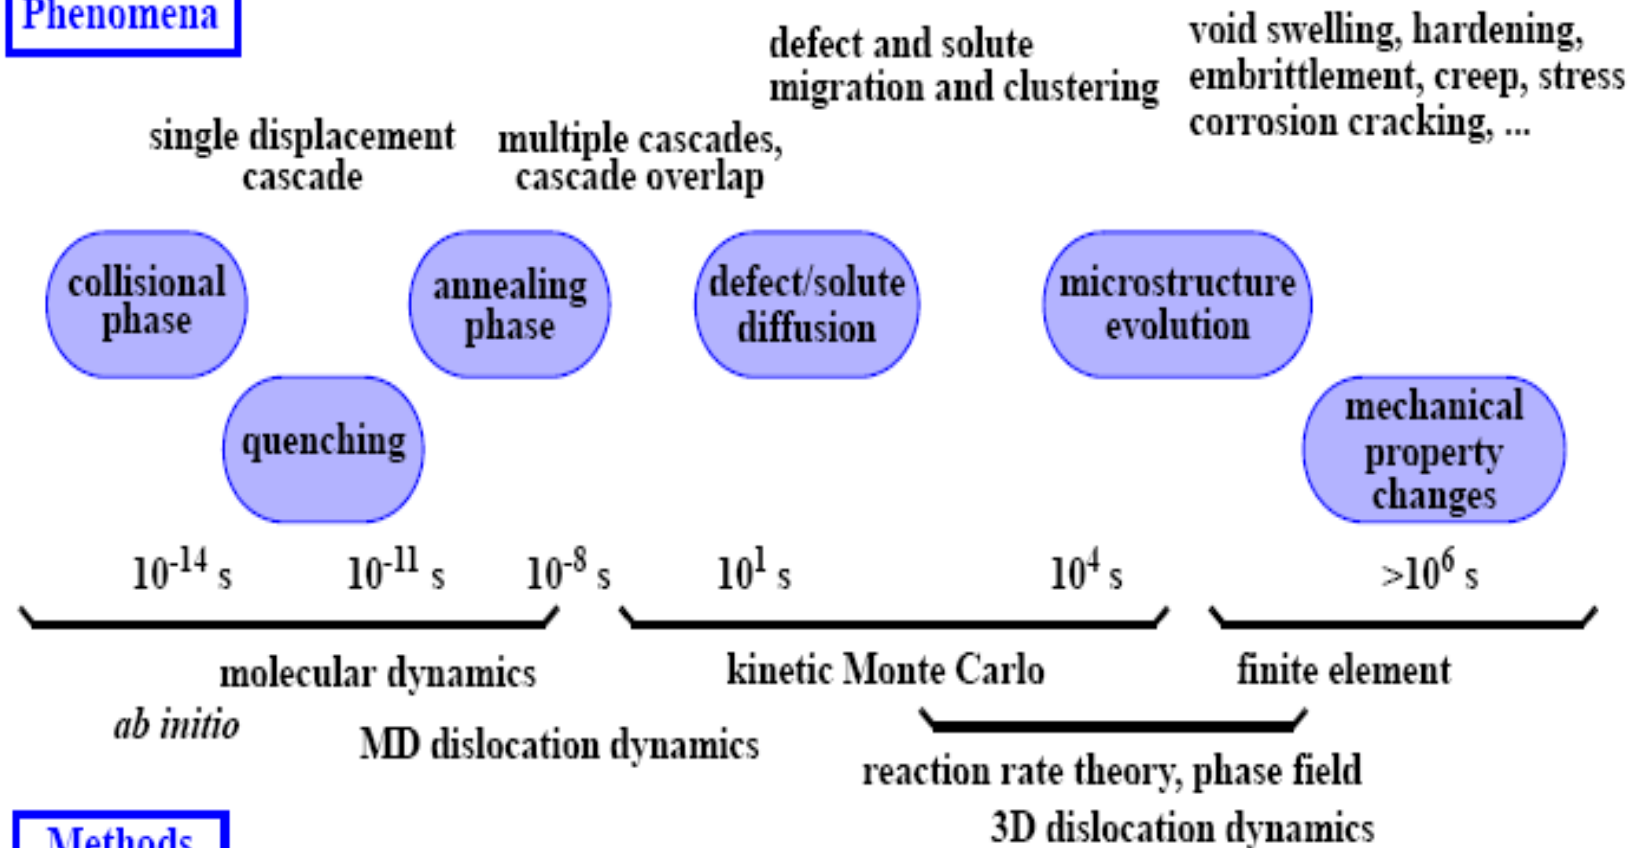 Phenomena
defect and solute
migration and clustering
void swelling, hardening,
embrittlement, creep, stress
corrosion cracking, ...
single displacement
cascade
multiple cascades,
cascade overlap
collisional
phase
annealing
phase
defect/solute
diffusion
microstructure
evolution
quenching
mechanical
property
changes
10⁻¹⁴ s 10⁻¹¹ s 10⁻⁸ s 10¹ s 10⁴ s >10⁶ s
molecular dynamics
kinetic Monte Carlo
finite element
ab initio
MD dislocation dynamics
reaction rate theory, phase field
3D dislocation dynamics
Methods